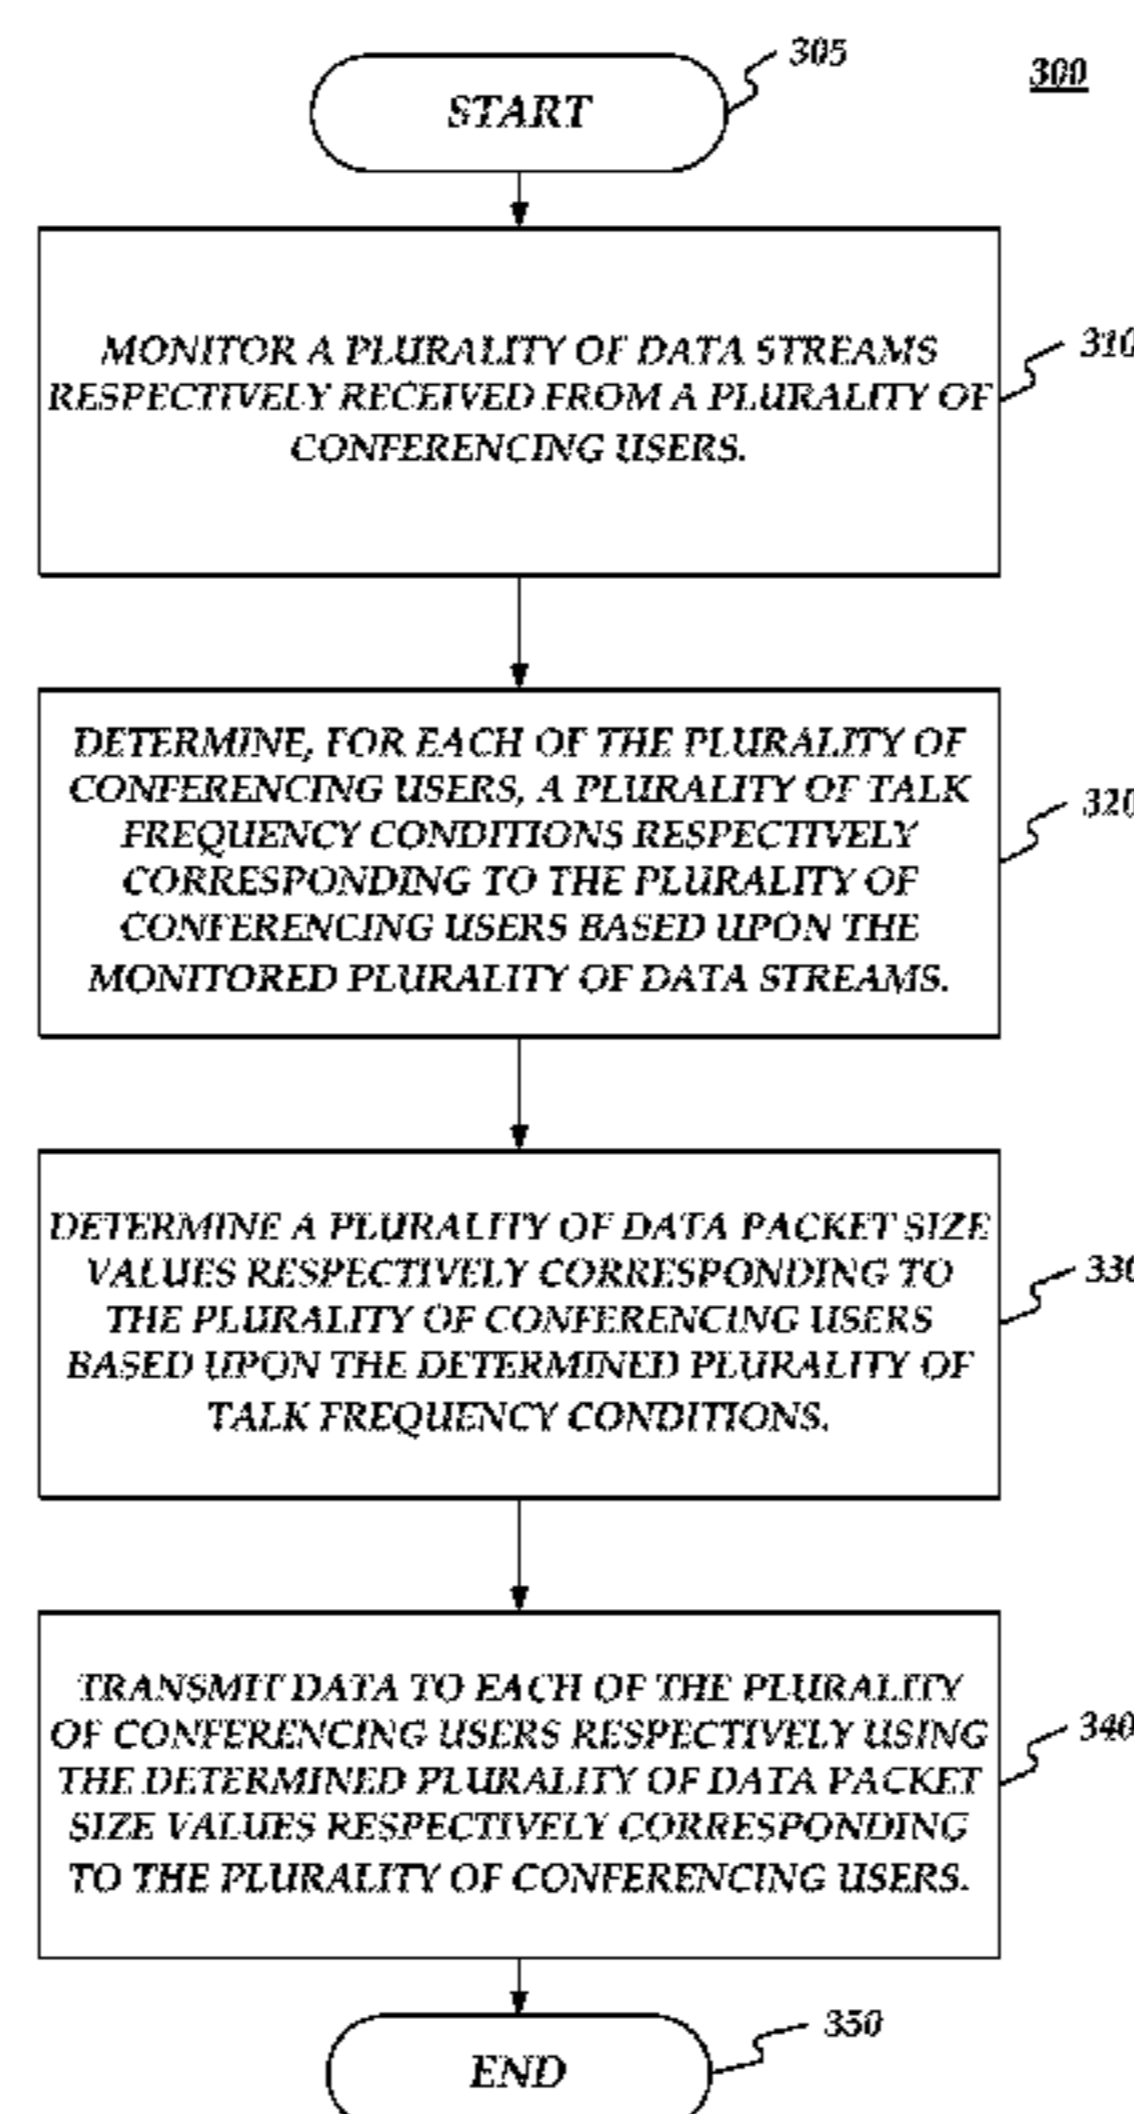 305
300
START
MONITOR A PLURALITY OF DATA STREAMS
RESPECTIVELY RECEIVED FROM A PLURALITY OF
CONFERENCING USERS.
310
DETERMINE, FOR EACH OF THE PLURALITY OF
CONFERENCING USERS, A PLURALITY OF TALK
FREQUENCY CONDITIONS RESPECTIVELY
CORRESPONDING TO THE PLURALITY OF
CONFERENCING USERS BASED UPON THE
MONITORED PLURALITY OF DATA STREAMS.
320
DETERMINE A PLURALITY OF DATA PACKET SIZE
VALUES RESPECTIVELY CORRESPONDING TO
THE PLURALITY OF CONFERENCING USERS
BASED UPON THE DETERMINED PLURALITY OF
TALK FREQUENCY CONDITIONS.
330
TRANSMIT DATA TO EACH OF THE PLURALITY
OF CONFERENCING USERS RESPECTIVELY USING
THE DETERMINED PLURALITY OF DATA PACKET
SIZE VALUES RESPECTIVELY CORRESPONDING
TO THE PLURALITY OF CONFERENCING USERS.
340
350
END